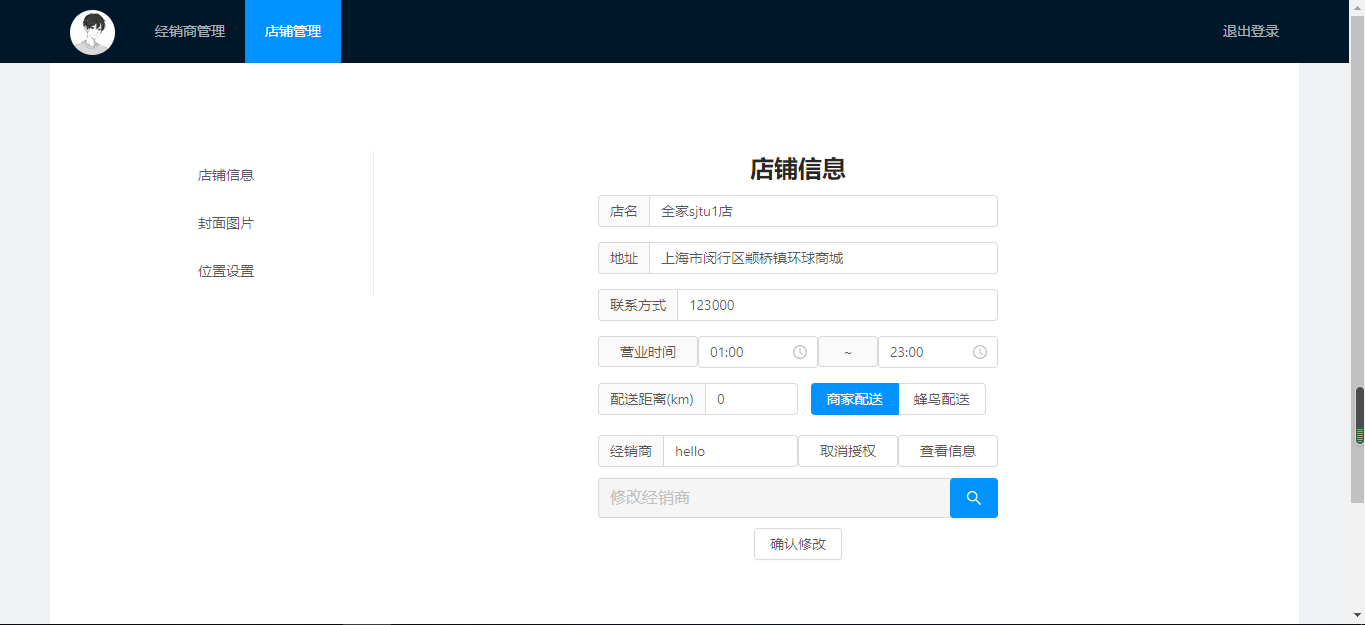 经销商管理 店铺管理 退出登录
店铺信息
封面图片
位置设置
店铺信息
店名 全家sjtu1店
地址 上海市闵行区颛桥镇环球商城
联系方式 123000
营业时间 01:00 ~ 23:00
配送距离(km) 0 商家配送 蜂鸟配送
经销商 hello 取消授权 查看信息
修改经销商
确认修改